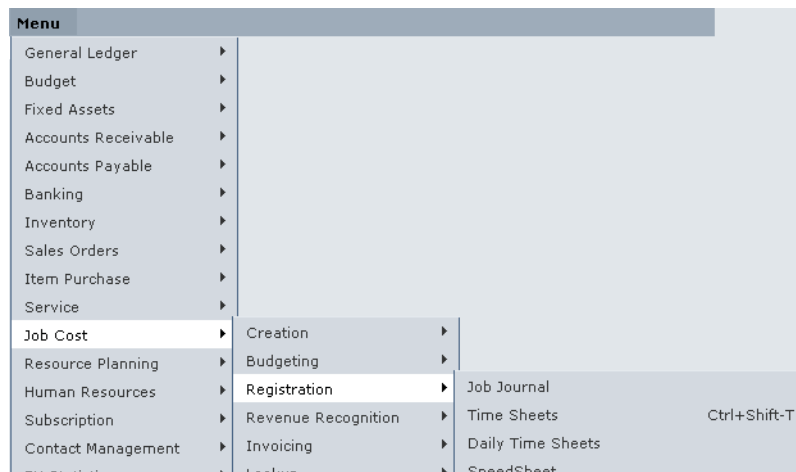 Menu
General Ledger
Budget
Fixed Assets
Accounts Receivable
Accounts Payable
Banking
Inventory
Sales Orders
Item Purchase
Service
Job Cost
Resource Planning
Human Resources
Subscription
Contact Management
Creation
Budgeting
Registration
Revenue Recognition
Invoicing
Lookup
Job Journal
Time Sheets Ctrl+Shift-T
Daily Time Sheets
SpeedSheet